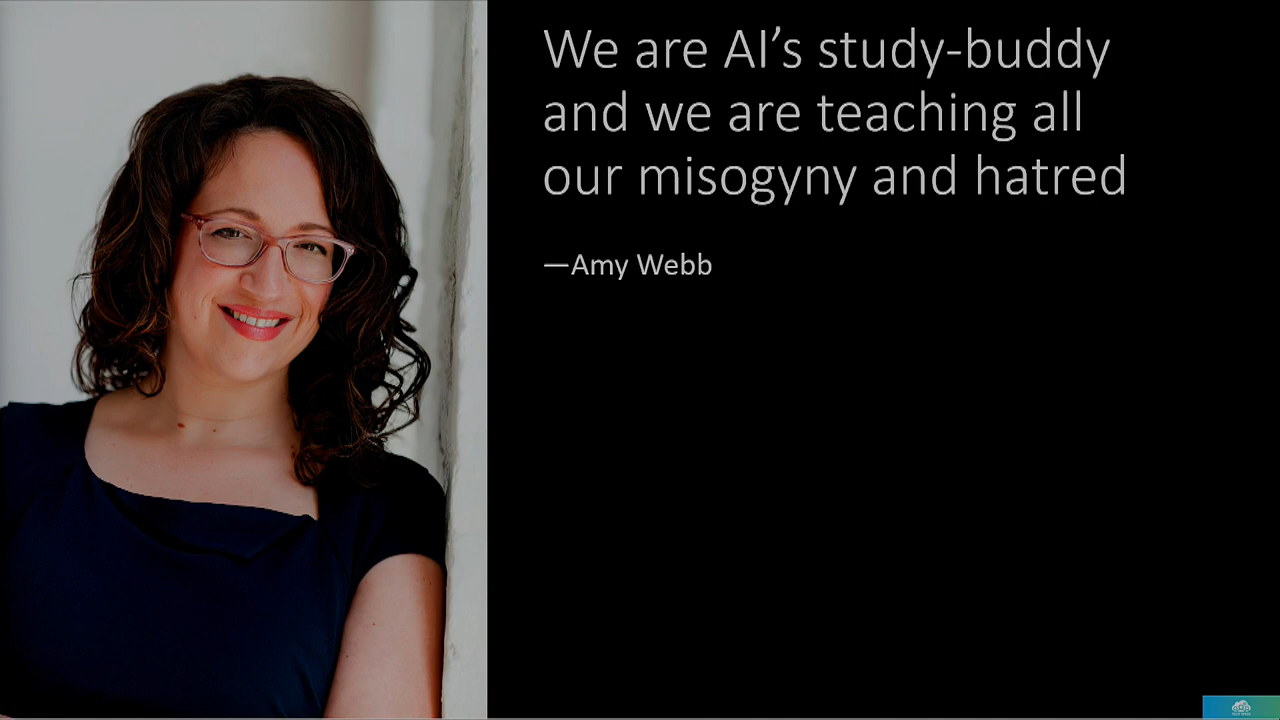 We are AI’s study-buddy
and we are teaching all
our misogyny and hatred
—Amy Webb